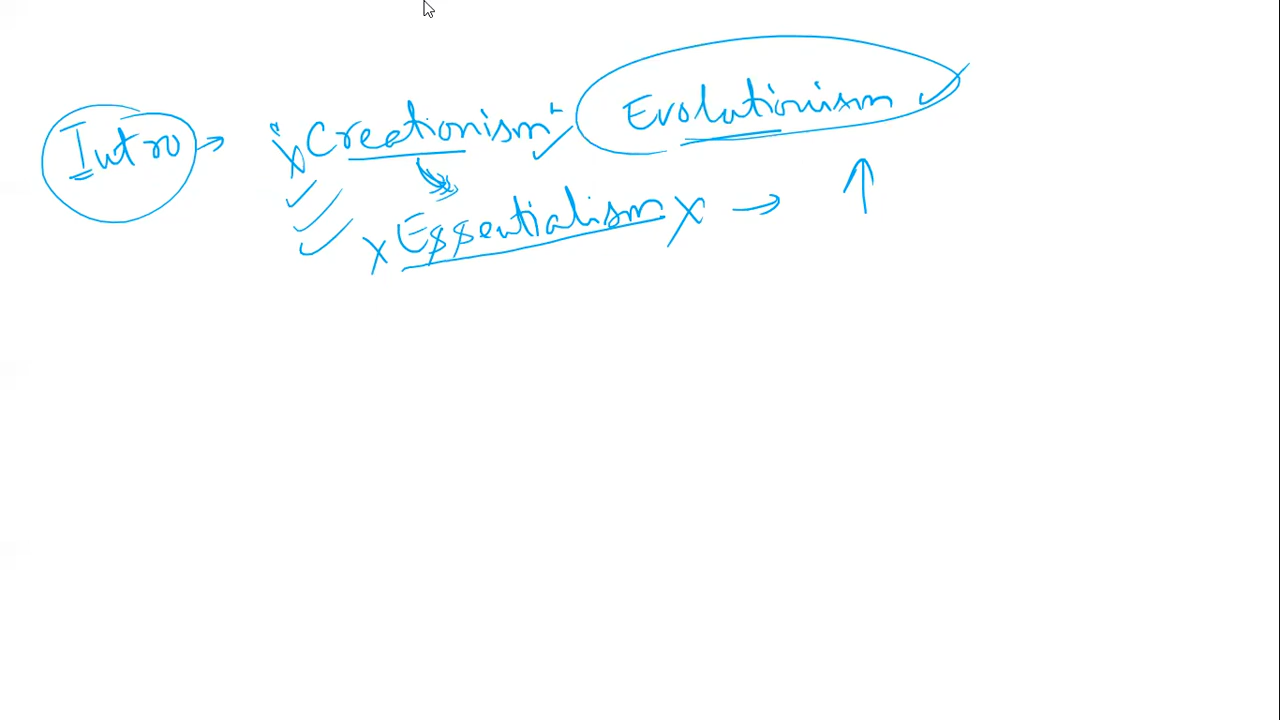 Intro → "Creationism" Evolutionism
x Essentialism x →